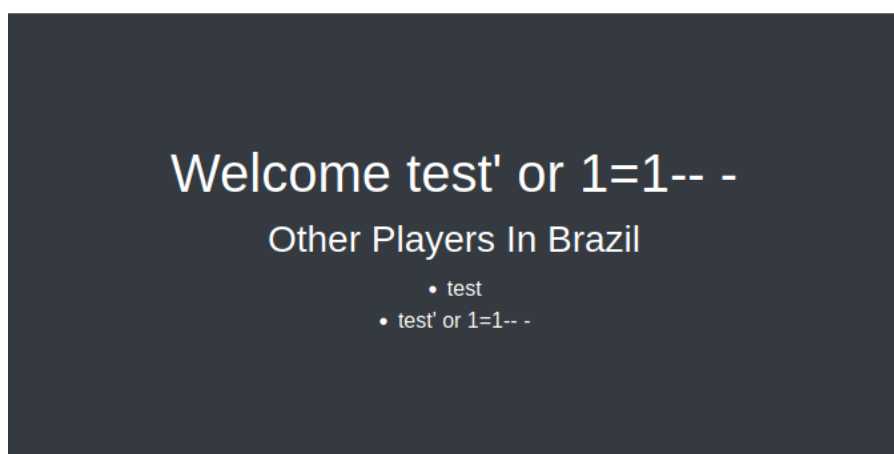 Welcome test' or 1=1-- -
Other Players In Brazil
• test
• test' or 1=1-- -